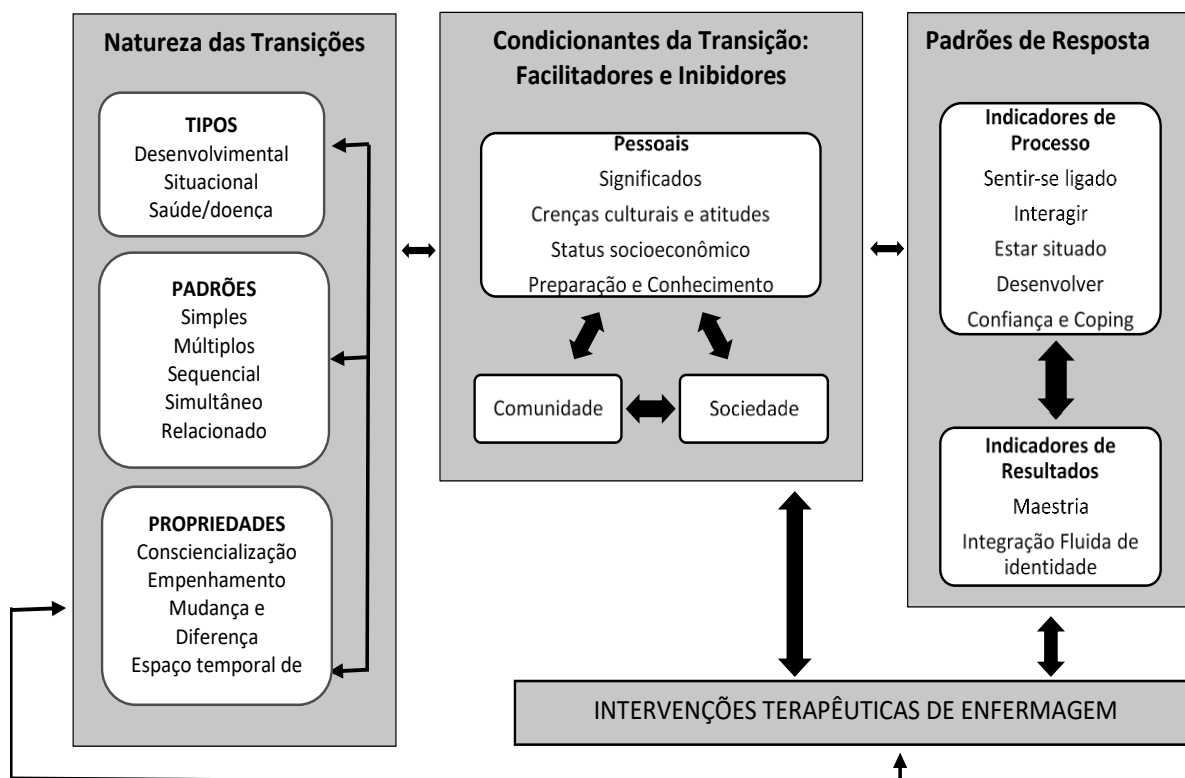 Natureza das Transições
TIPOS
Desenvolvimental
Situacional
Saúde/doença
PADRÕES
Simples
Múltiplos
Sequencial
Simultâneo
Relacionado
PROPRIEDADES
Consciencialização
Empenhamento
Mudança e
Diferença
Espaço temporal de
Condicionantes da Transição:
Facilitadores e Inibidores
Pessoais
Significados
Crenças culturais e atitudes
Status socioeconômico
Preparação e Conhecimento
Comunidade
Sociedade
Padrões de Resposta
Indicadores de
Processo
Sentir-se ligado
Interagir
Estar situado
Desenvolver
Confiança e Coping
Indicadores de
Resultados
Maestria
Integração Fluida de
identidade
INTERVENÇÕES TERAPÊUTICAS DE ENFERMAGEM